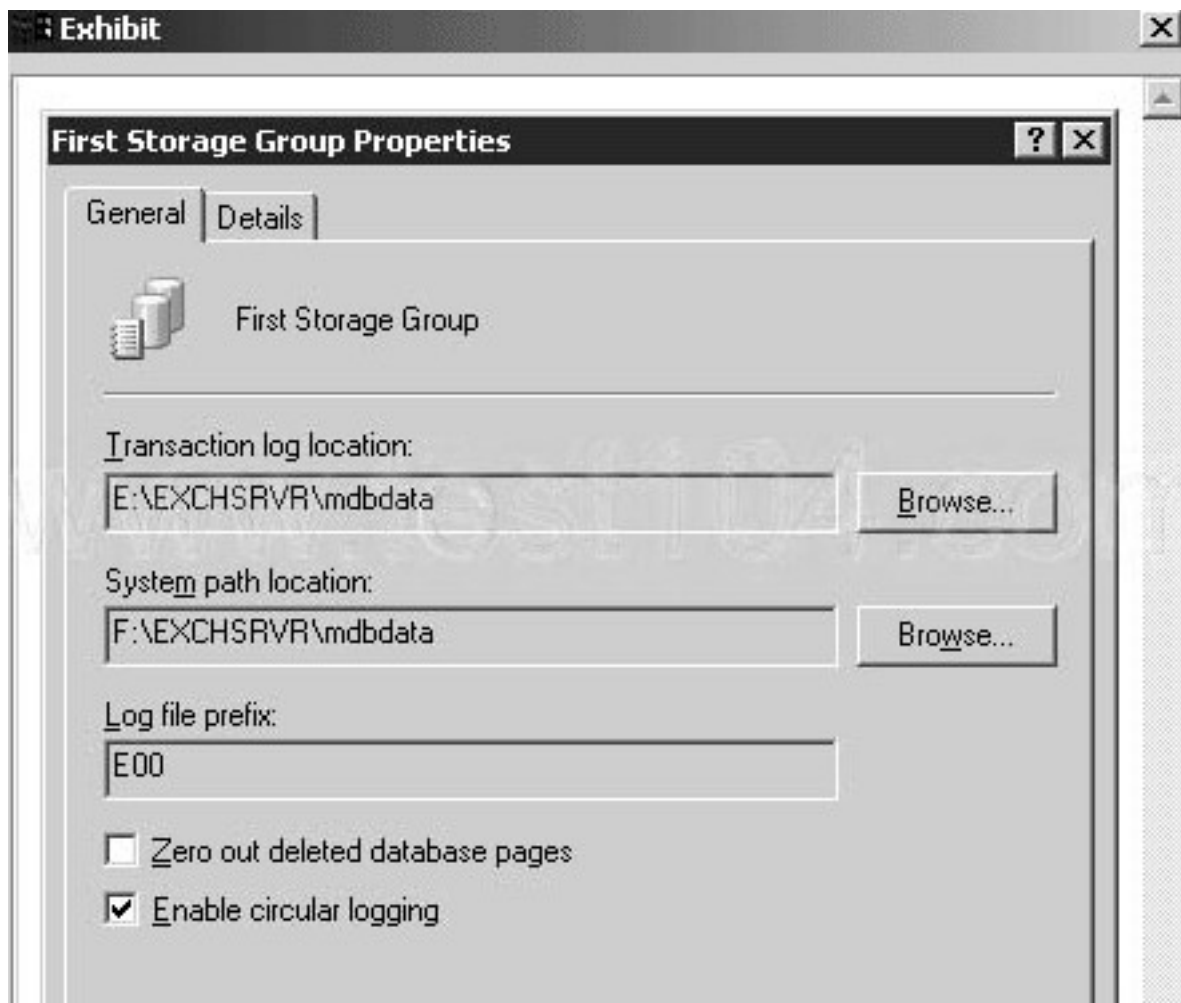 Exhibit
First Storage Group Properties
General
Details
First Storage Group
Transaction log location:
E:\EXCHSRVR\mdbdata
Browse...
System path location:
F:\EXCHSRVR\mdbdata
Browse...
Log file prefix:
E00
Zero out deleted database pages
Enable circular logging